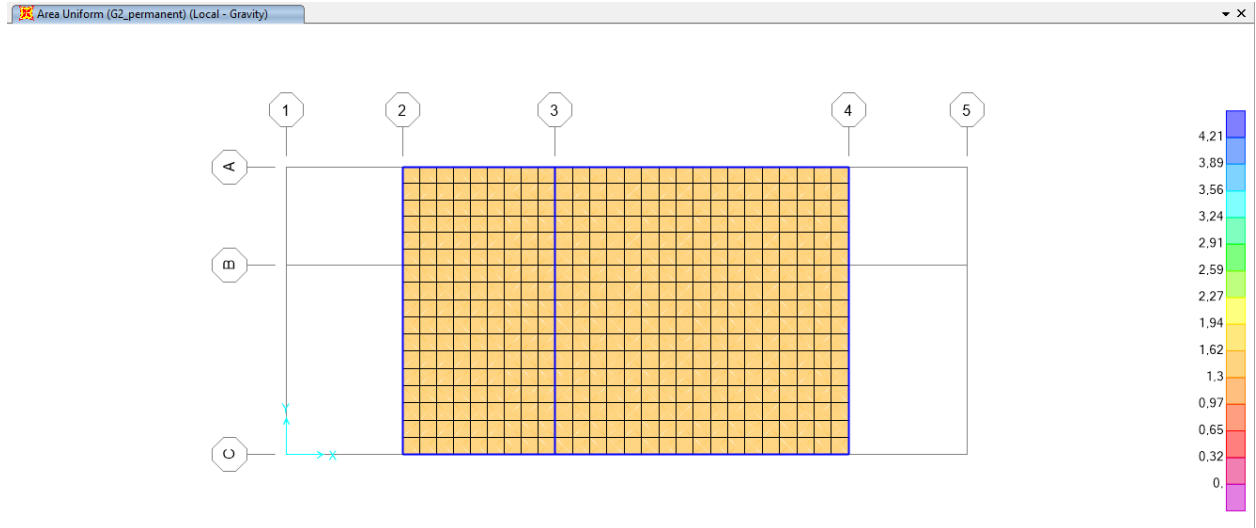 Area Uniform (G2_permanent) (Local - Gravity)
1 2 3 4 5
A
B
C
Y
X
4,21
3,89
3,56
3,24
2,91
2,59
2,27
1,94
1,62
1,3
0,97
0,65
0,32
0,